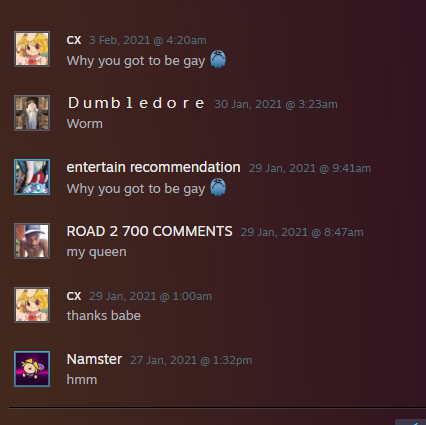 CX 3 Feb, 2021 @ 4:20am
Why you got to be gay
Ｄｕｍｂｌｅｄｏｒｅ 30 Jan, 2021 @ 3:23am
Worm
entertain recommendation 29 Jan, 2021 @ 9:41am
Why you got to be gay
ROAD 2 700 COMMENTS 29 Jan, 2021 @ 8:47am
my queen
CX 29 Jan, 2021 @ 1:00am
thanks babe
Namster 27 Jan, 2021 @ 1:32pm
hmm